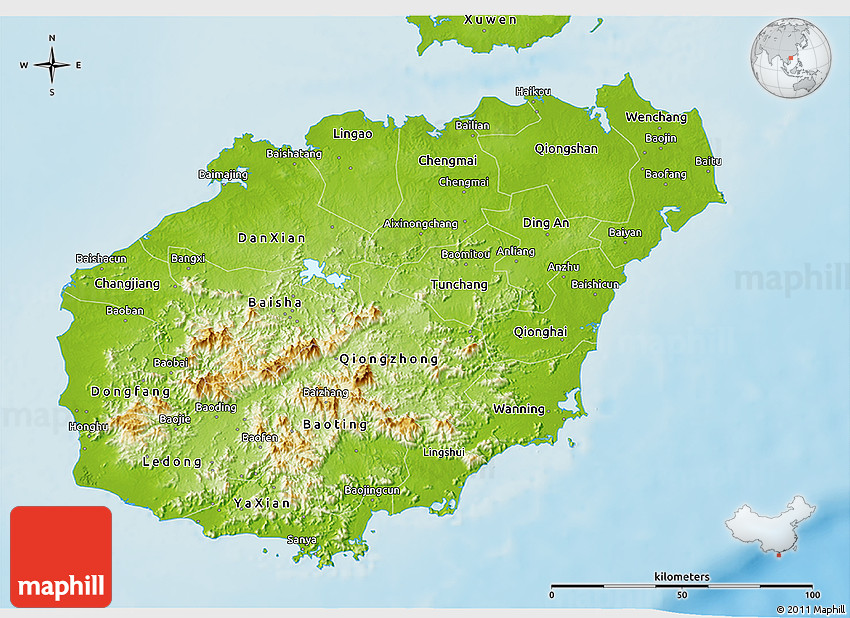 Xuwen
N
W E
S
Haikou
Wenchang
Bailian
Lingao
Baojin
Qiongshan
Baishatang
Chengmai
Baitu
Baimajing
Baofang
Chengmai
Aixinongchang
Ding An
Baiyan
DanXian
Baomitou
Anliang
Baishacun
Bangxi
Anzhu
maphill
Changjiang
Tunchang
Baishicun
Baisha
Baoban
Qionghai
Qiongzhong
Baobai
Dongfang
Baizhang
maphill
Baoding
Wanning
Baojie
Baoting
Honghu
Baofen
Lingshui
Ledong
Baojingcun
YaXian
Sanya
maphill
kilometers
0 50 100
© 2011 Maphill